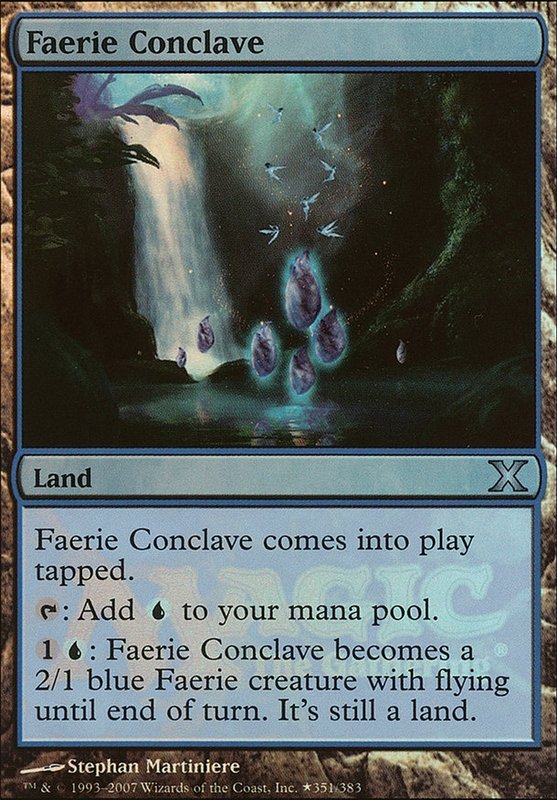 Faerie Conclave
Land
X
Faerie Conclave comes into play
tapped.
: Add to your mana pool.
1 : Faerie Conclave becomes a
2/1 blue Faerie creature with flying
until end of turn. It's still a land.
MAGIC
®
Stephan Martiniere
™ & © 1993–2007 Wizards of the Coast, Inc. ★351/383